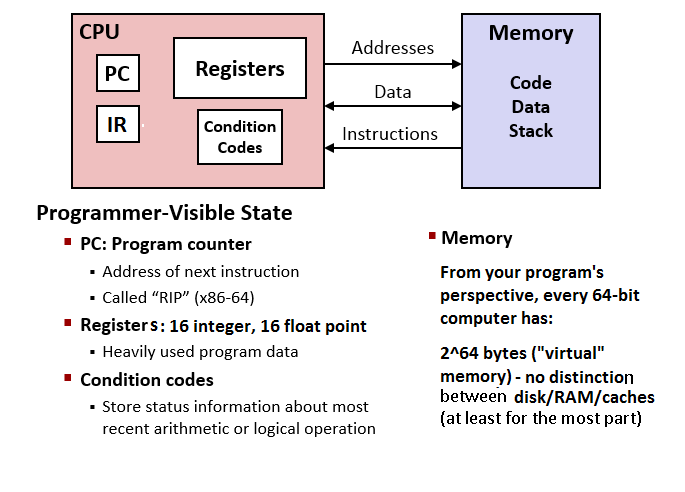 CPU
PC
IR
Registers
Condition
Codes
Addresses
Data
Instructions
Memory
Code
Data
Stack
Programmer-Visible State
▪ PC: Program counter
▪ Address of next instruction
▪ Called “RIP” (x86-64)
▪ Registers: 16 integer, 16 float point
▪ Heavily used program data
▪ Condition codes
▪ Store status information about most
recent arithmetic or logical operation
▪ Memory
From your program's
perspective, every 64-bit
computer has:
2^64 bytes ("virtual"
memory) - no distinction
between disk/RAM/caches
(at least for the most part)